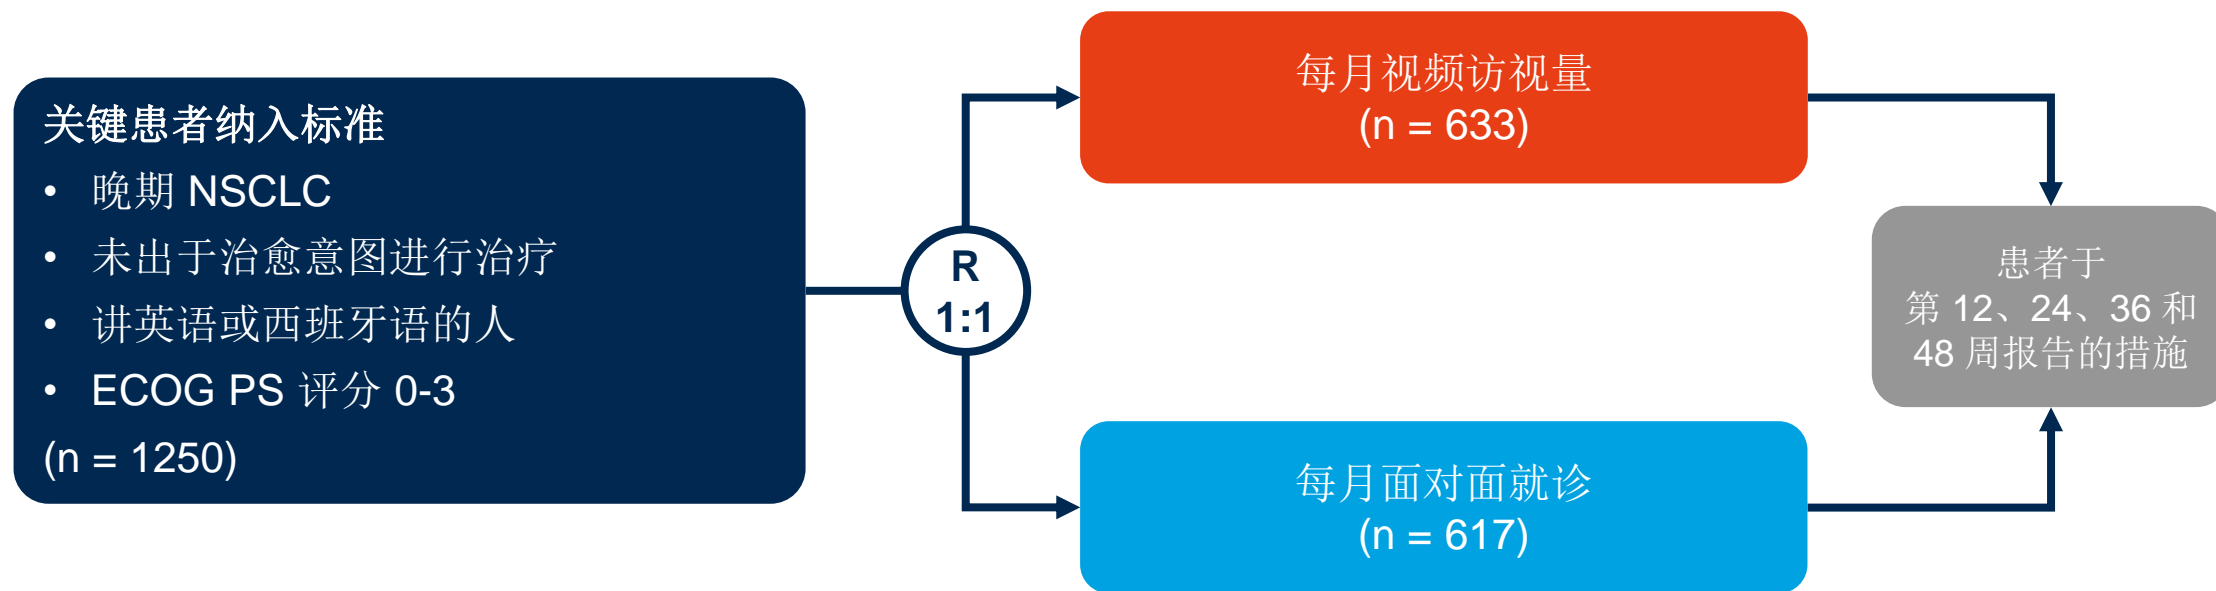 关键患者纳入标准
• 晚期 NSCLC
• 未出于治愈意图进行治疗
• 讲英语或西班牙语的人
• ECOG PS 评分 0-3
(n = 1250)
R
1:1
每月视频访视量
(n = 633)
每月面对面就诊
(n = 617)
患者于
第 12、24、36 和
48 周报告的措施